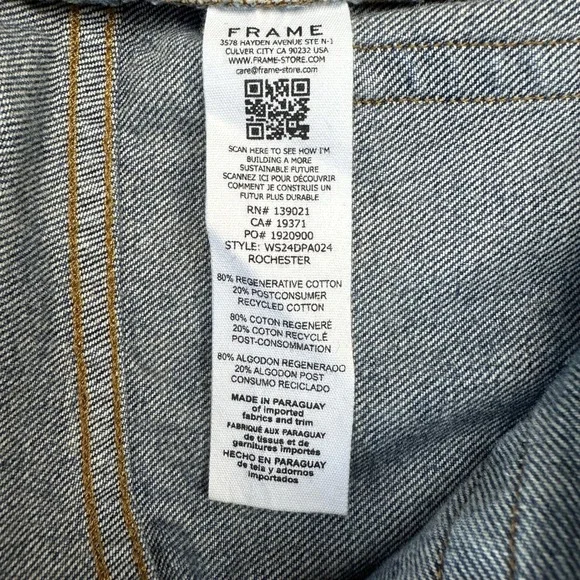 FRAME
3578 HAYDEN AVENUE STE N-1
CULVER CITY CA 90232 USA
WWW.FRAME-STORE.COM
care@frame-store.com
SCAN HERE TO SEE HOW I'M
BUILDING A MORE
SUSTAINABLE FUTURE
SCANNEZ ICI POUR DÉCOUVRIR
COMMENT JE CONSTRUIS UN
FUTUR PLUS DURABLE
RN# 139021
CA# 19371
PO# 1920900
STYLE: WS24DPA024
ROCHESTER
80% REGENERATIVE COTTON
20% POSTCONSUMER
RECYCLED COTTON
80% COTON REGENERÉ
20% COTON RECYCLÉ
POST-CONSOMMATION
80% ALGODON REGENERADO
20% ALGODON POST
CONSUMO RECICLADO
MADE IN PARAGUAY
of imported
fabrics and trim
FABRIQUÉ AUX PARAGUAY
de tissus et de
garnitures importés
HECHO EN PARAGUAY
de tela y adornos
importados